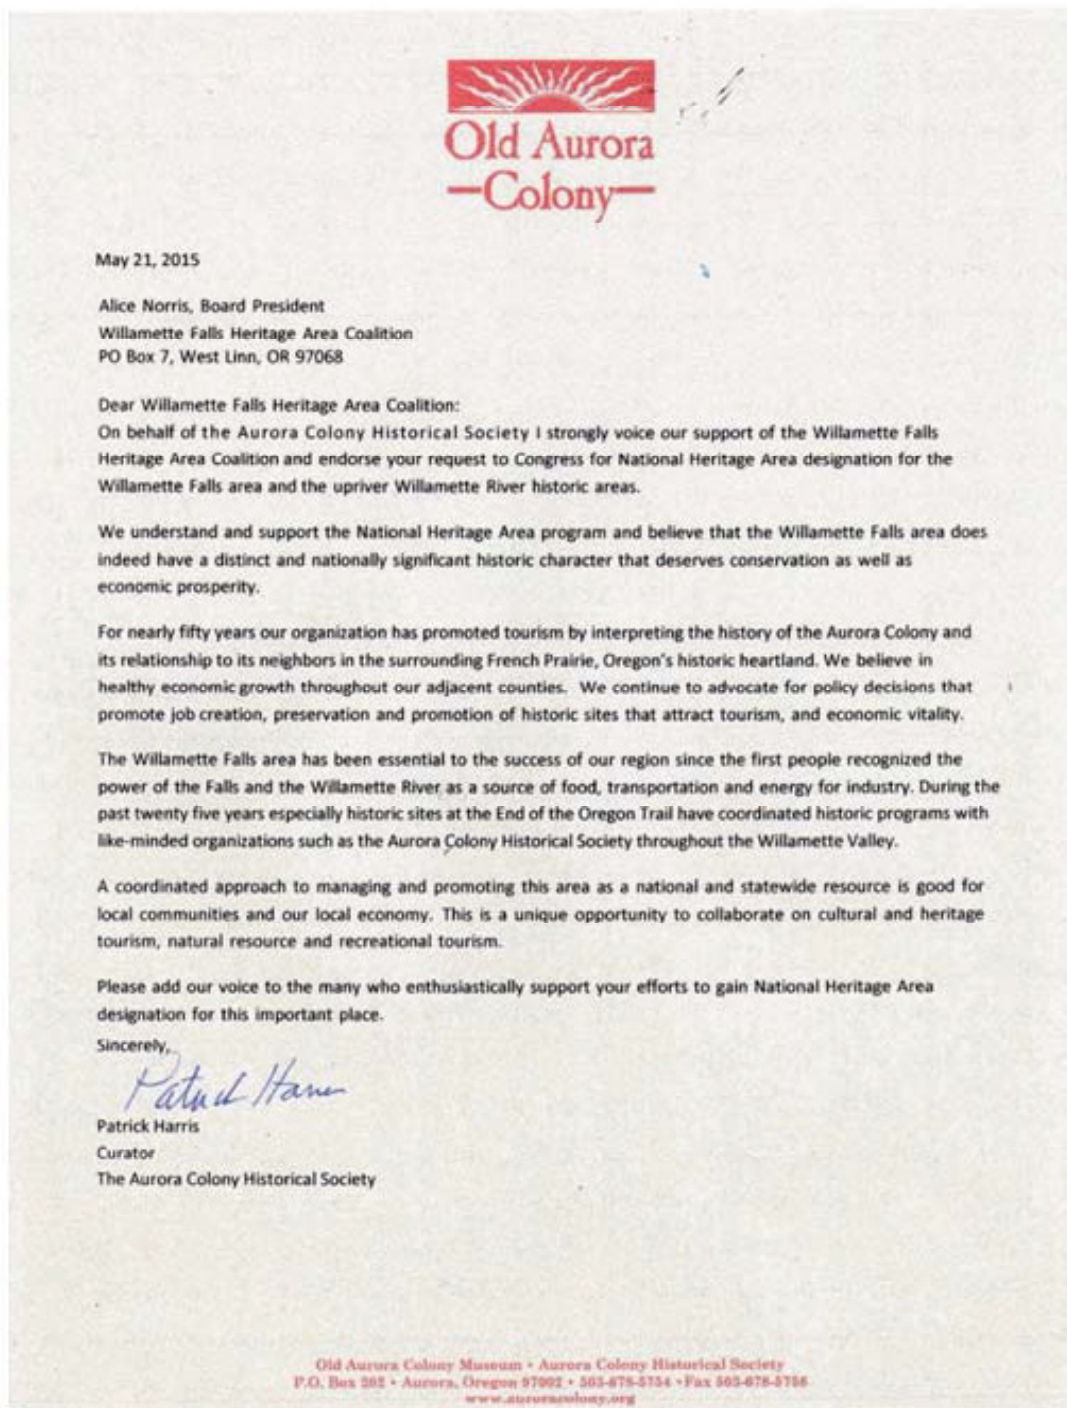 Old Aurora
Colony
May 21, 2015
Alice Norris, Board President
Willamette Falls Heritage Area Coalition
PO Box 7, West Linn, OR 97068
Dear Willamette Falls Heritage Area Coalition:
On behalf of the Aurora Colony Historical Society I strongly voice our support of the Willamette Falls
Heritage Area Coalition and endorse your request to Congress for National Heritage Area designation for the
Willamette Falls area and the upriver Willamette River historic areas.
We understand and support the National Heritage Area program and believe that the Willamette Falls area does
indeed have a distinct and nationally significant historic character that deserves conservation as well as
economic prosperity.
For nearly fifty years our organization has promoted tourism by interpreting the history of the Aurora Colony and
its relationship to its neighbors in the surrounding French Prairie, Oregon's historic heartland. We believe in
healthy economic growth throughout our adjacent counties. We continue to advocate for policy decisions that
promote job creation, preservation and promotion of historic sites that attract tourism, and economic vitality.
The Willamette Falls area has been essential to the success of our region since the first people recognized the
power of the Falls and the Willamette River as a source of food, transportation and energy for industry. During the
past twenty five years especially historic sites at the End of the Oregon Trail have coordinated historic programs with
like-minded organizations such as the Aurora Colony Historical Society throughout the Willamette Valley.
A coordinated approach to managing and promoting this area as a national and statewide resource is good for
local communities and our local economy. This is a unique opportunity to collaborate on cultural and heritage
tourism, natural resource and recreational tourism.
Please add our voice to the many who enthusiastically support your efforts to gain National Heritage Area
designation for this important place.
Sincerely,
Patrick Harris
Patrick Harris
Curator
The Aurora Colony Historical Society
Old Aurora Colony Museum • Aurora Colony Historical Society
P.O. Box 202 • Aurora, Oregon 97002 • 503-678-5754 • Fax 503-678-5756
www.auroracolony.org